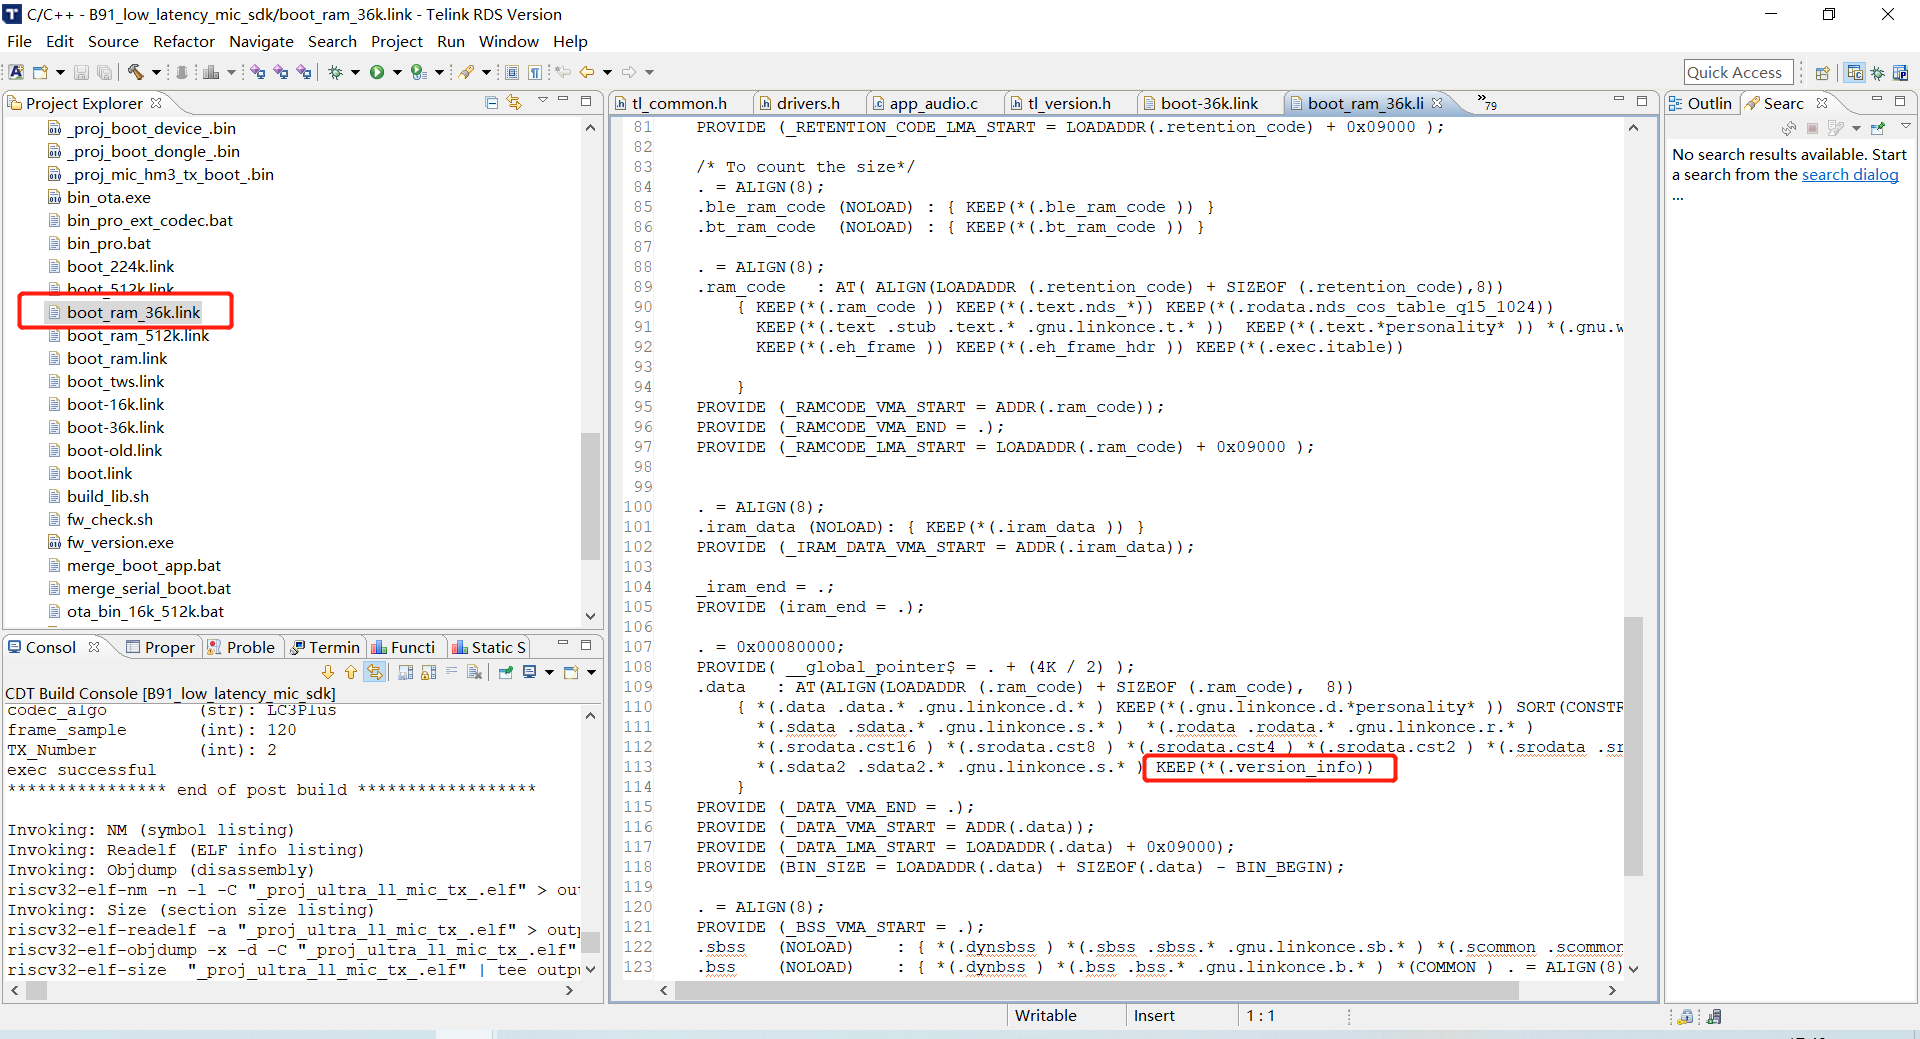 C/C++ - B91_low_latency_mic_sdk/boot_ram_36k.link - Telink RDS Version
File Edit Source Refactor Navigate Search Project Run Window Help
Quick Access
Project Explorer
_proj_boot_device_.bin
_proj_boot_dongle_.bin
_proj_mic_hm3_tx_boot_.bin
bin_ota.exe
bin_pro_ext_codec.bat
bin_pro.bat
boot_224k.link
boot_512k.link
boot_ram_36k.link
boot_ram_512k.link
boot_ram.link
boot_tws.link
boot-16k.link
boot-36k.link
boot-old.link
boot.link
build_lib.sh
fw_check.sh
fw_version.exe
merge_boot_app.bat
merge_serial_boot.bat
ota_bin_16k_512k.bat
Consol Proper Proble Termin Functi Static S
CDT Build Console [B91_low_latency_mic_sdk]
codec_algo (str): LC3Plus
frame_sample (int): 120
TX_Number (int): 2
exec successful
**************** end of post build ******************
Invoking: NM (symbol listing)
Invoking: Readelf (ELF info listing)
Invoking: Objdump (disassembly)
riscv32-elf-nm -n -l -C "_proj_ultra_ll_mic_tx_.elf" > ou
Invoking: Size (section size listing)
riscv32-elf-readelf -a "_proj_ultra_ll_mic_tx_.elf" > outp
riscv32-elf-objdump -x -d -C "_proj_ultra_ll_mic_tx_.elf"
riscv32-elf-size "_proj_ultra_ll_mic_tx_.elf" | tee outpu
tl_common.h drivers.h app_audio.c tl_version.h boot-36k.link boot_ram_36k.li »79
81 PROVIDE (_RETENTION_CODE_LMA_START = LOADADDR(.retention_code) + 0x09000 );
82
83 /* To count the size*/
84 . = ALIGN(8);
85 .ble_ram_code (NOLOAD) : { KEEP(*(.ble_ram_code )) }
86 .bt_ram_code (NOLOAD) : { KEEP(*(.bt_ram_code )) }
87
88 . = ALIGN(8);
89 .ram_code : AT( ALIGN(LOADADDR (.retention_code) + SIZEOF (.retention_code),8))
90 { KEEP(*(.ram_code )) KEEP(*(.text.nds_*)) KEEP(*(.rodata.nds_cos_table_q15_1024))
91 KEEP(*(.text .stub .text.* .gnu.linkonce.t.* )) KEEP(*(.text.*personality* )) *(.gnu.w
92 KEEP(*(.eh_frame )) KEEP(*(.eh_frame_hdr )) KEEP(*(.exec.itable))
93
94 }
95 PROVIDE (_RAMCODE_VMA_START = ADDR(.ram_code));
96 PROVIDE (_RAMCODE_VMA_END = .);
97 PROVIDE (_RAMCODE_LMA_START = LOADADDR(.ram_code) + 0x09000 );
98
99
100 . = ALIGN(8);
101 .iram_data (NOLOAD): { KEEP(*(.iram_data )) }
102 PROVIDE (_IRAM_DATA_VMA_START = ADDR(.iram_data));
103
104 _iram_end = .;
105 PROVIDE (iram_end = .);
106
107 . = 0x00080000;
108 PROVIDE( __global_pointer$ = . + (4K / 2) );
109 .data : AT(ALIGN(LOADADDR (.ram_code) + SIZEOF (.ram_code), 8))
110 { *(.data .data.* .gnu.linkonce.d.* ) KEEP(*(.gnu.linkonce.d.*personality* )) SORT(CONSTR
111 *(.sdata .sdata.* .gnu.linkonce.s.* ) *(.rodata .rodata.* .gnu.linkonce.r.* )
112 *(.srodata.cst16 ) *(.srodata.cst8 ) *(.srodata.cst4 ) *(.srodata.cst2 ) *(.srodata .sr
113 *(.sdata2 .sdata2.* .gnu.linkonce.s.* ) KEEP(*(.version_info))
114 }
115 PROVIDE (_DATA_VMA_END = .);
116 PROVIDE (_DATA_VMA_START = ADDR(.data));
117 PROVIDE (_DATA_LMA_START = LOADADDR(.data) + 0x09000);
118 PROVIDE (BIN_SIZE = LOADADDR(.data) + SIZEOF(.data) - BIN_BEGIN);
119
120 . = ALIGN(8);
121 PROVIDE (_BSS_VMA_START = .);
122 .sbss (NOLOAD) : { *(.dynsbss ) *(.sbss .sbss.* .gnu.linkonce.sb.* ) *(.scommon .scommon
123 .bss (NOLOAD) : { *(.dynbss ) *(.bss .bss.* .gnu.linkonce.b.* ) *(COMMON ) . = ALIGN(8)
Outlin Searc
No search results available. Start
a search from the search dialog
...
Writable Insert 1 : 1